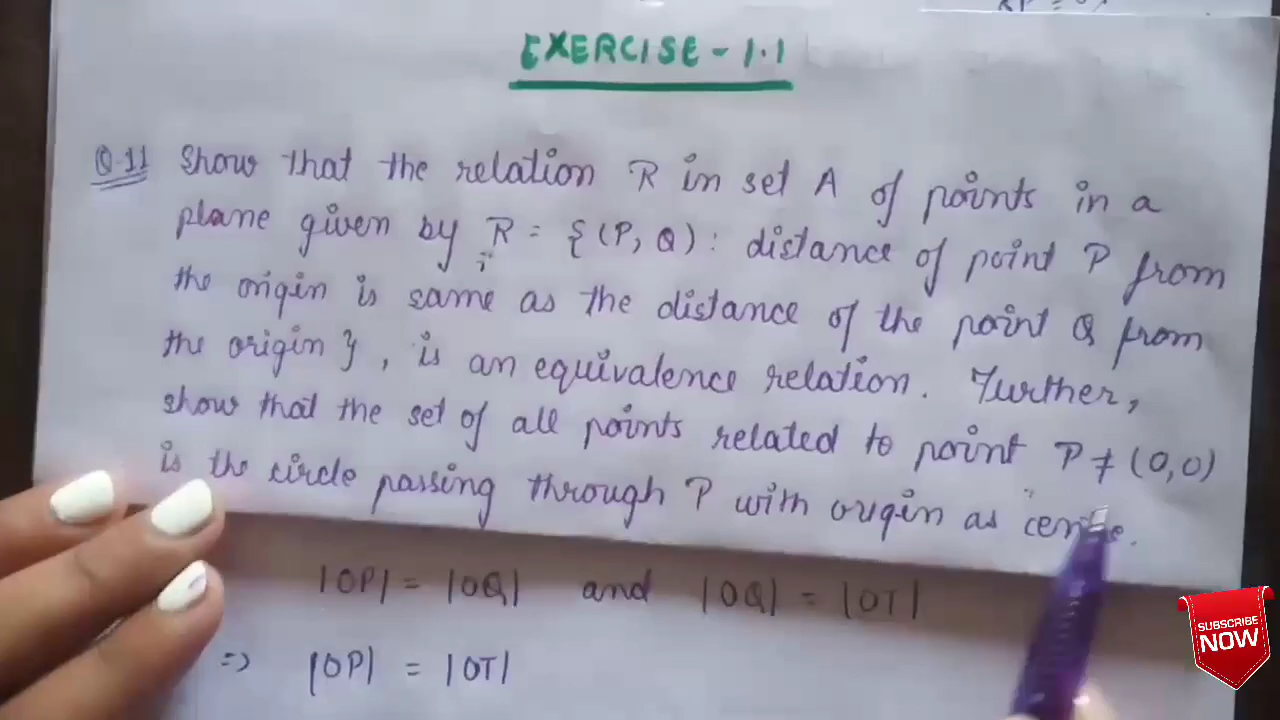 EXERCISE - 1.1
Q.11 Show that the relation R in set A of points in a
plane given by R = {(P, Q) : distance of point P from
the origin is same as the distance of the point Q from
the origin }, is an equivalence relation. Further,
show that the set of all points related to point P ≠ (0,0)
is the circle passing through P with origin as
|OP| = |OQ| and |OQ| = |OT|
=> |OP| = |OT|
SUBSCRIBE
NOW